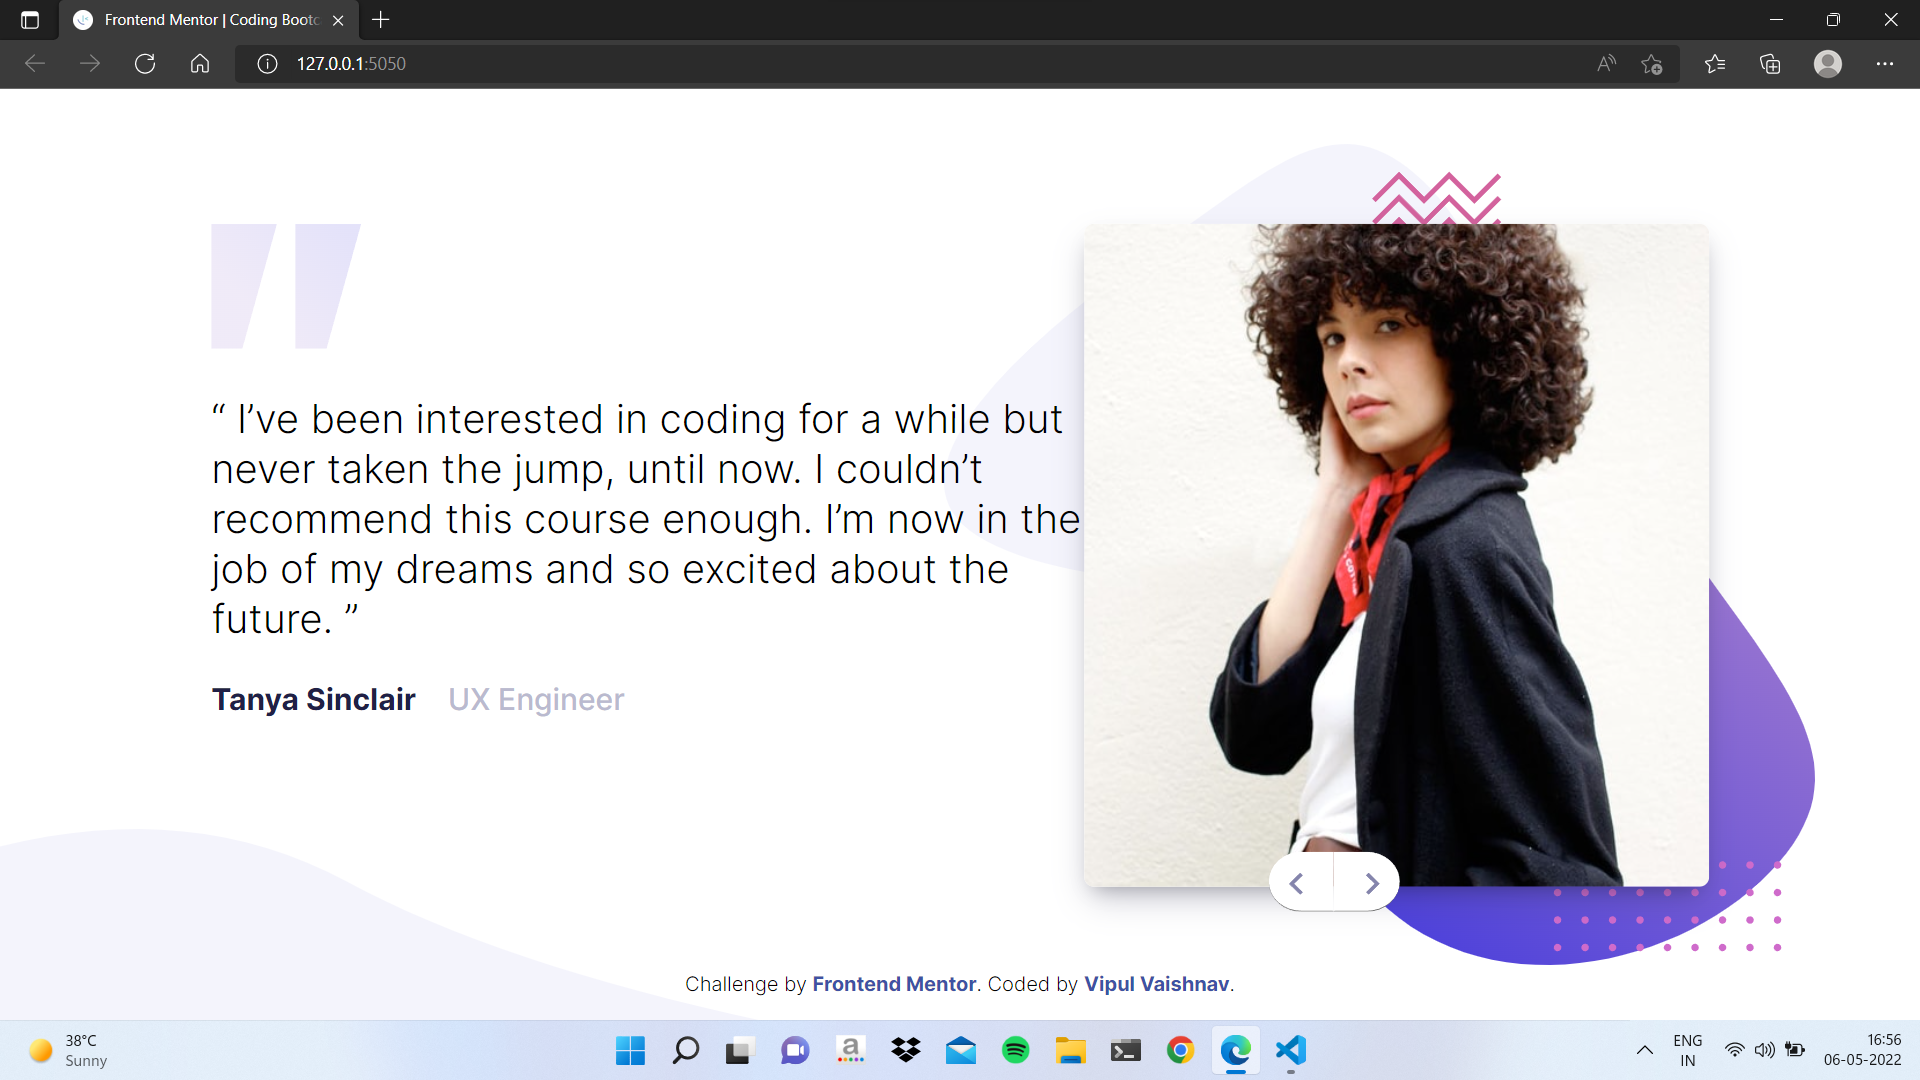 Frontend Mentor | Coding Bootc
127.0.0.1:5050
“ I’ve been interested in coding for a while but
never taken the jump, until now. I couldn’t
recommend this course enough. I’m now in the
job of my dreams and so excited about the
future. ”
Tanya Sinclair UX Engineer
Challenge by Frontend Mentor. Coded by Vipul Vaishnav.
38°C
Sunny
ENG
IN
16:56
06-05-2022